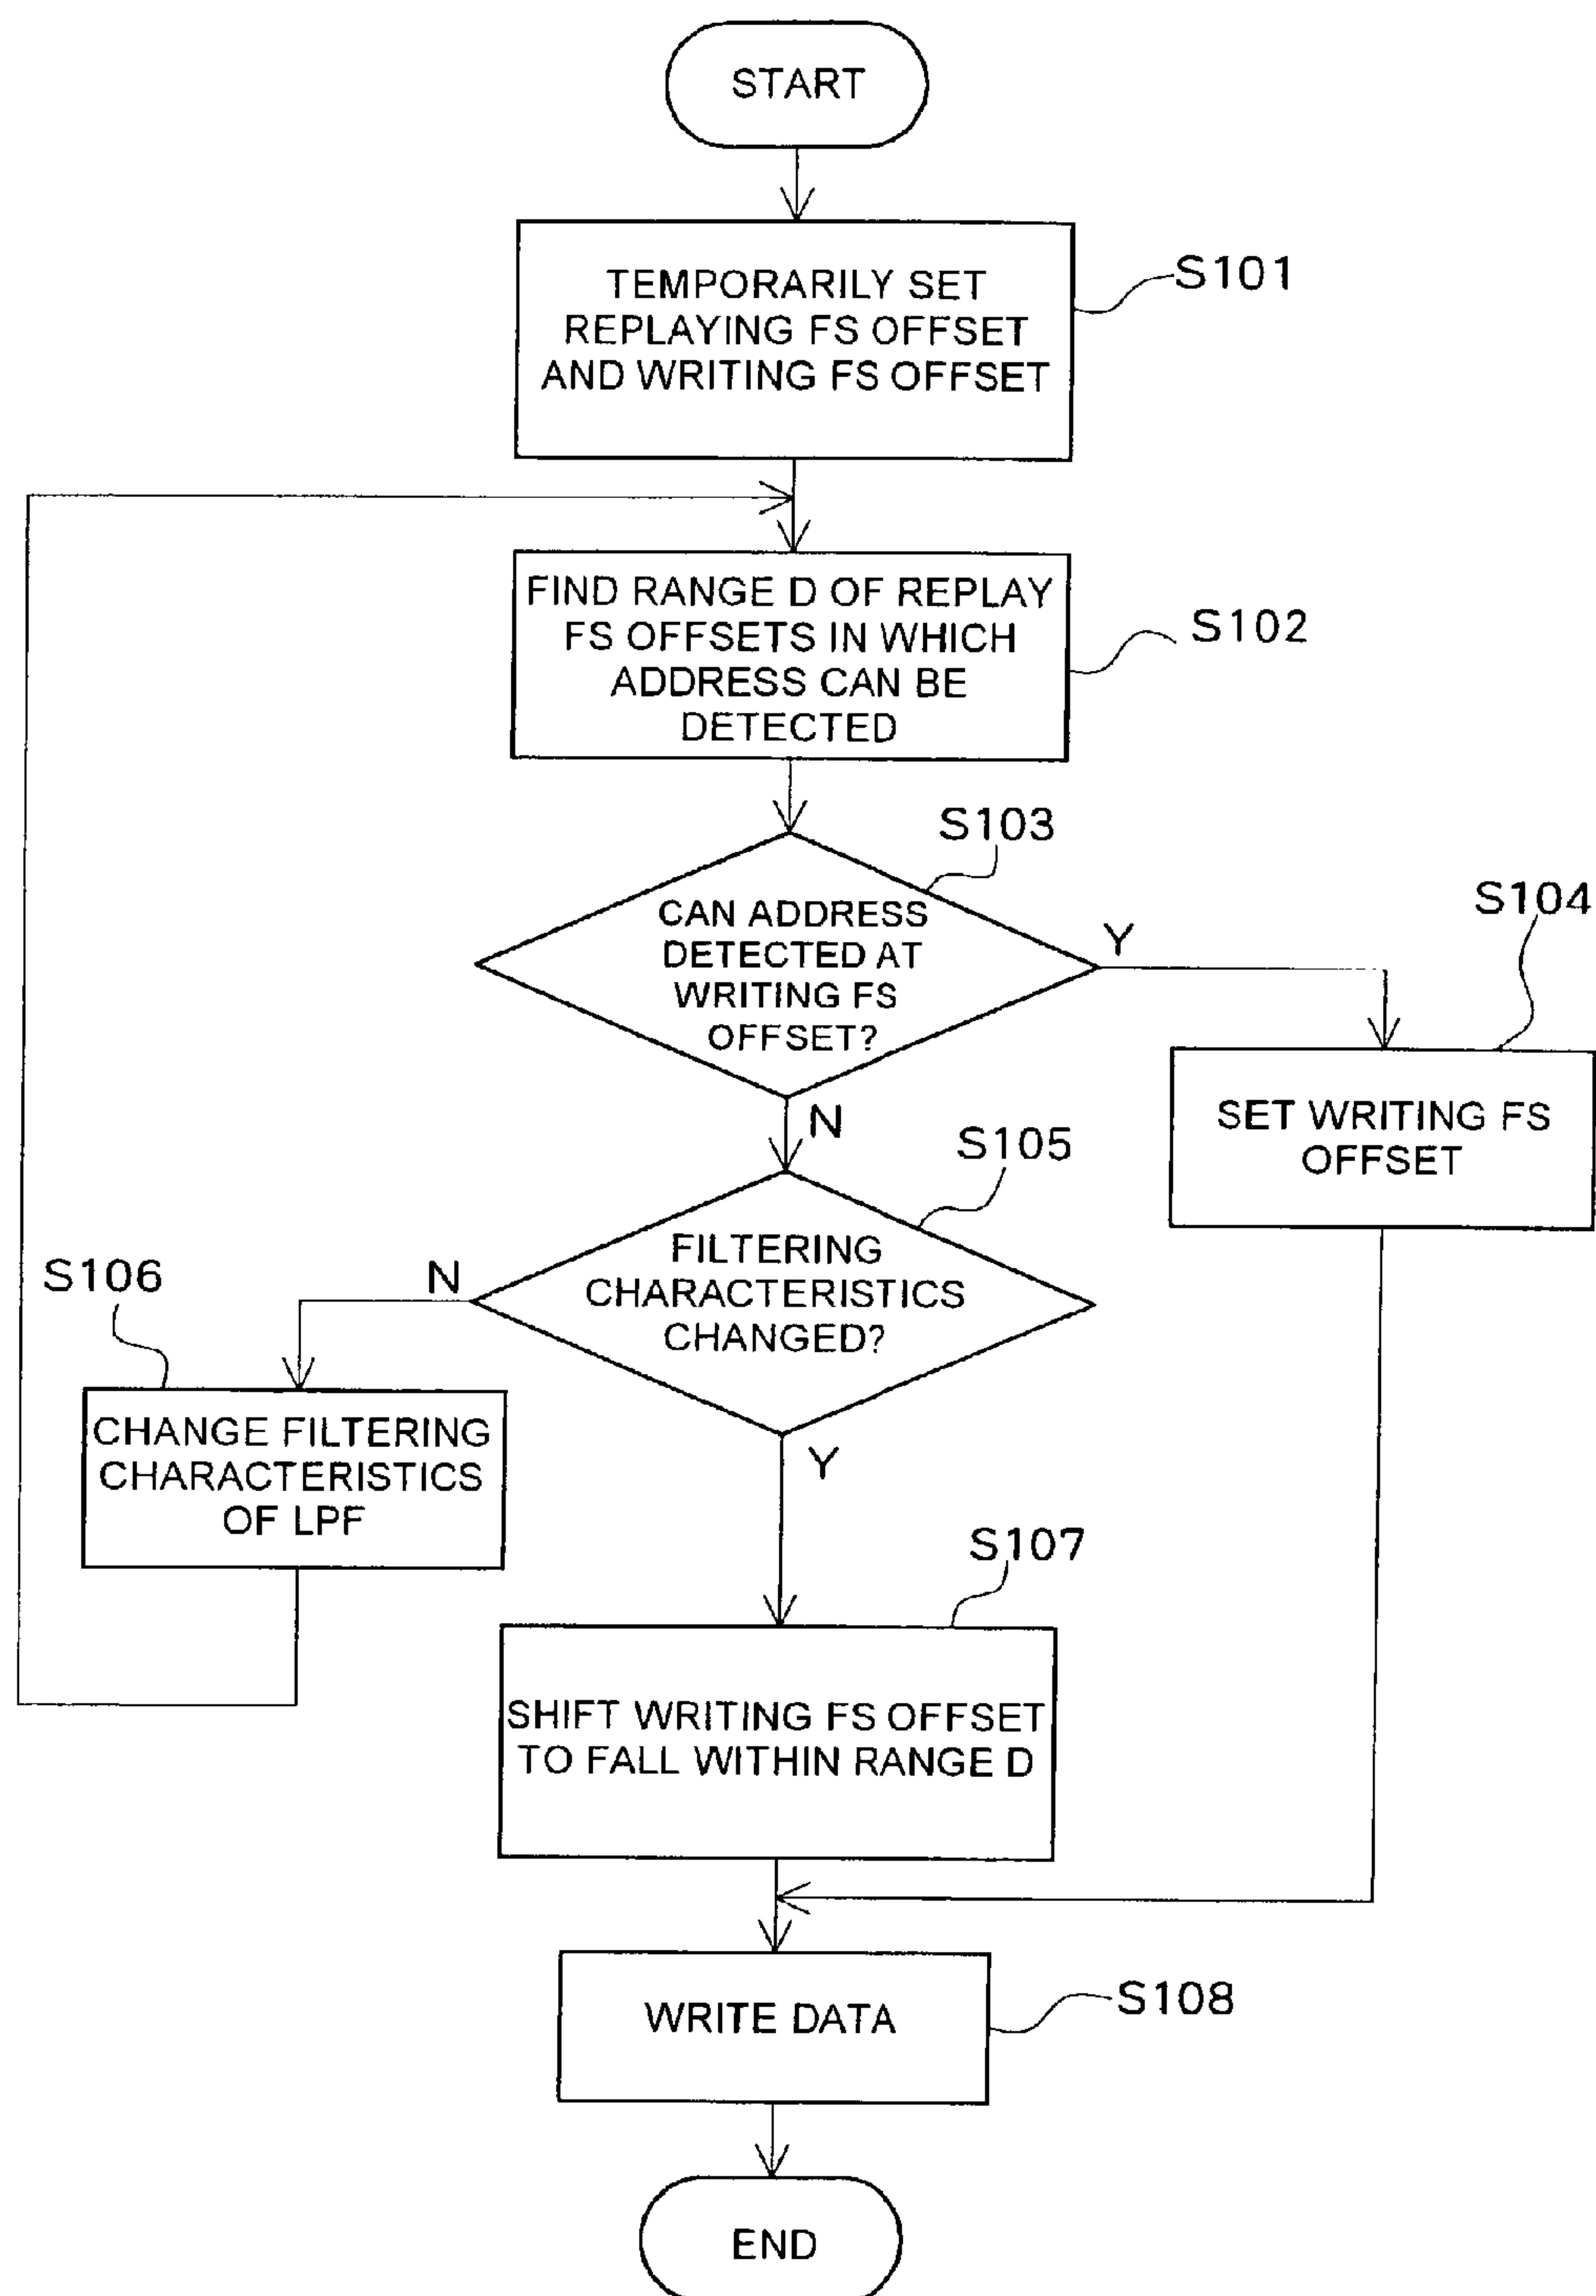 START
TEMPORARILY SET
REPLAYING FS OFFSET
AND WRITING FS OFFSET
S101
FIND RANGE D OF REPLAY
FS OFFSETS IN WHICH
ADDRESS CAN BE
DETECTED
S102
S103
CAN ADDRESS
DETECTED AT
WRITING FS
OFFSET?
Y
N
S104
SET WRITING FS
OFFSET
S105
FILTERING
CHARACTERISTICS
CHANGED?
N
Y
S106
CHANGE FILTERING
CHARACTERISTICS
OF LPF
S107
SHIFT WRITING FS OFFSET
TO FALL WITHIN RANGE D
WRITE DATA
S108
END